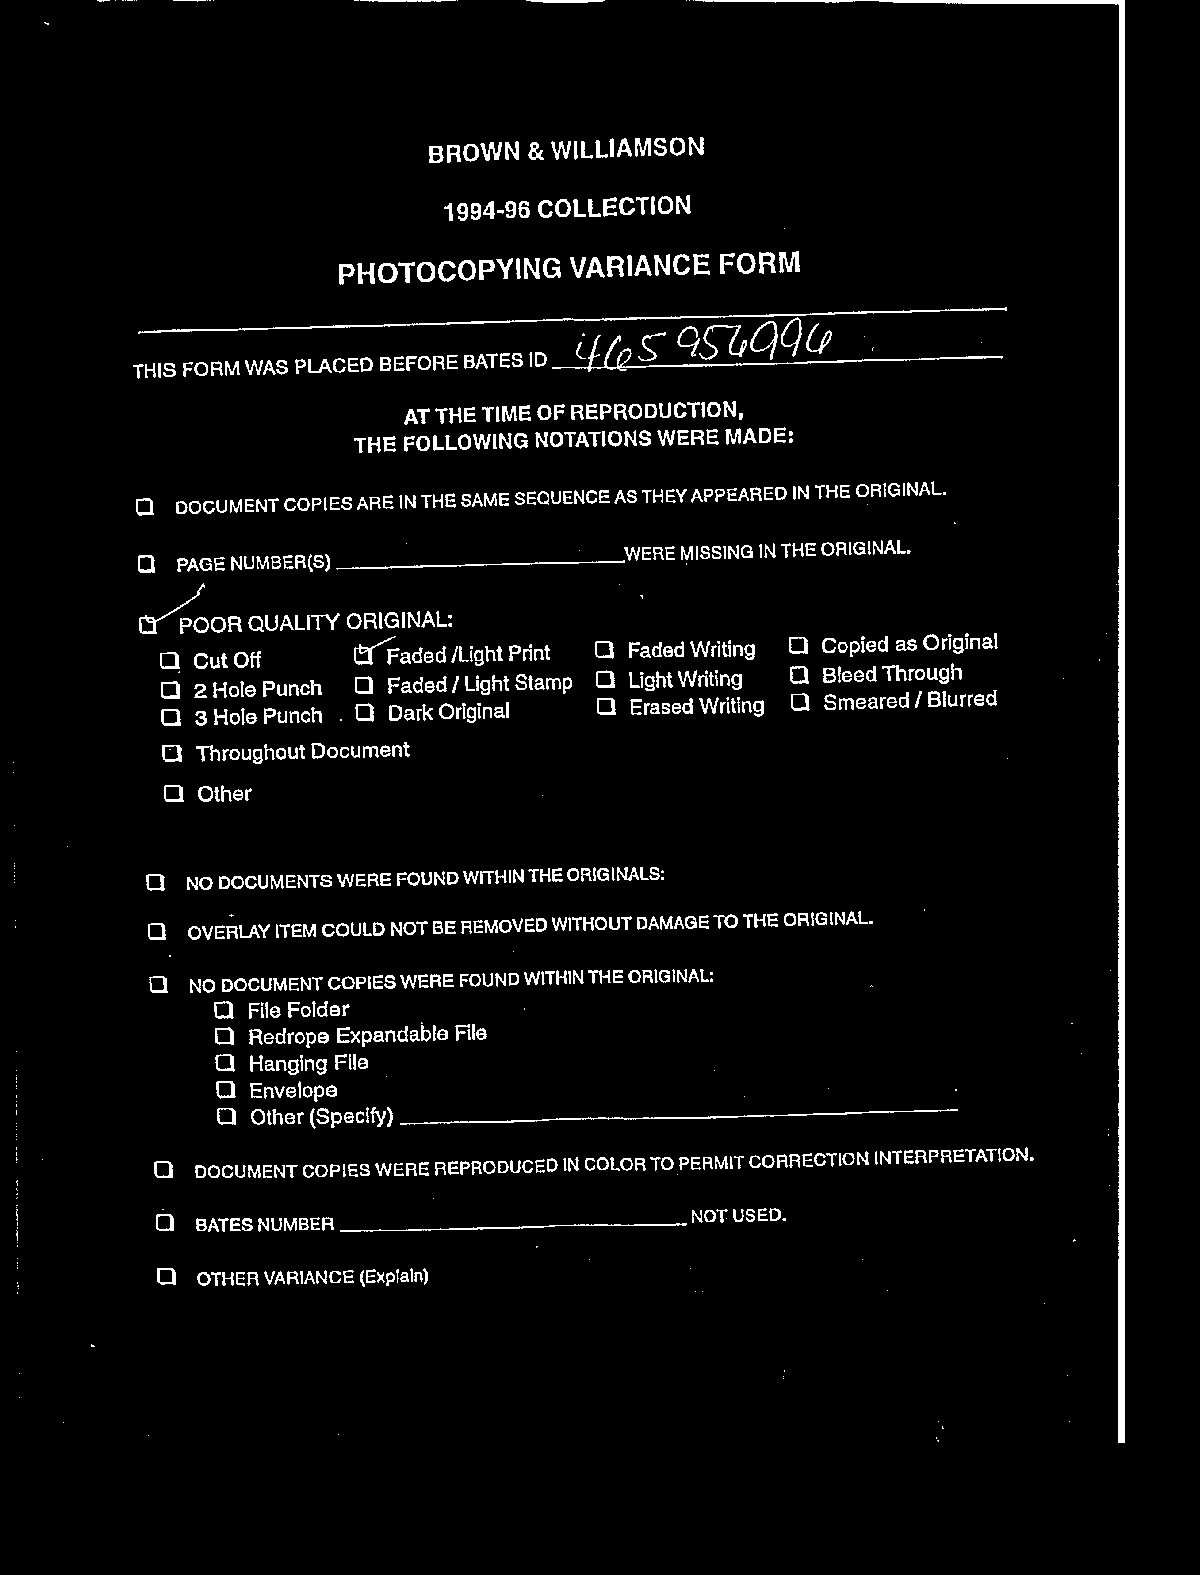 BROWN & WILLIAMSON
1994-96 COLLECTION
PHOTOCOPYING VARIANCE FORM
THIS FORM WAS PLACED BEFORE BATES ID 465956996
AT THE TIME OF REPRODUCTION,
THE FOLLOWING NOTATIONS WERE MADE:
DOCUMENT COPIES ARE IN THE SAME SEQUENCE AS THEY APPEARED IN THE ORIGINAL.
PAGE NUMBER(S) WERE MISSING IN THE ORIGINAL.
POOR QUALITY ORIGINAL:
Cut Off Faded /Light Print Faded Writing Copied as Original
2 Hole Punch Faded / Light Stamp Light Writing Bleed Through
3 Hole Punch Dark Original Erased Writing Smeared / Blurred
Throughout Document
Other
NO DOCUMENTS WERE FOUND WITHIN THE ORIGINALS:
OVERLAY ITEM COULD NOT BE REMOVED WITHOUT DAMAGE TO THE ORIGINAL.
NO DOCUMENT COPIES WERE FOUND WITHIN THE ORIGINAL:
File Folder
Redrope Expandable File
Hanging File
Envelope
Other (Specify)
DOCUMENT COPIES WERE REPRODUCED IN COLOR TO PERMIT CORRECTION INTERPRETATION.
BATES NUMBER NOT USED.
OTHER VARIANCE (Explain)